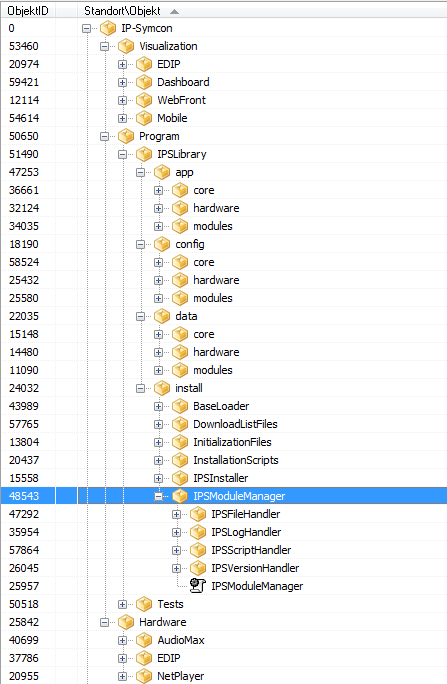 ObjektID Standort\Objekt
0 IP-Symcon
53460 Visualization
20974 EDIP
59421 Dashboard
12114 WebFront
54614 Mobile
50650 Program
51490 IPSLibrary
47253 app
36661 core
32124 hardware
34035 modules
18190 config
58524 core
25432 hardware
25580 modules
22035 data
15148 core
14480 hardware
11090 modules
24032 install
43989 BaseLoader
57765 DownloadListFiles
13804 InitializationFiles
20437 InstallationScripts
15558 IPSInstaller
48543 IPSModuleManager
47292 IPSFileHandler
35954 IPSLogHandler
57864 IPSScriptHandler
26045 IPSVersionHandler
25957 IPSModuleManager
50518 Tests
25842 Hardware
40699 AudioMax
37786 EDIP
20955 NetPlayer